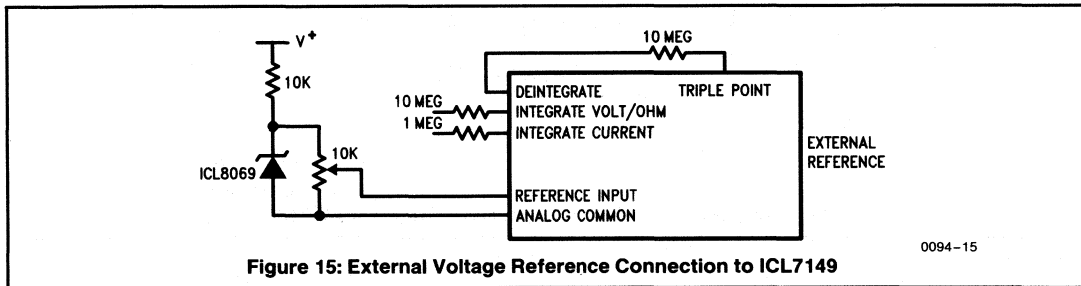 10 MEG
V+
10K
DEINTEGRATE TRIPLE POINT
10 MEG
INTEGRATE VOLT/OHM
1 MEG
INTEGRATE CURRENT
EXTERNAL
REFERENCE
10K
ICL8069
REFERENCE INPUT
ANALOG COMMON
0094-15
Figure 15: External Voltage Reference Connection to ICL7149